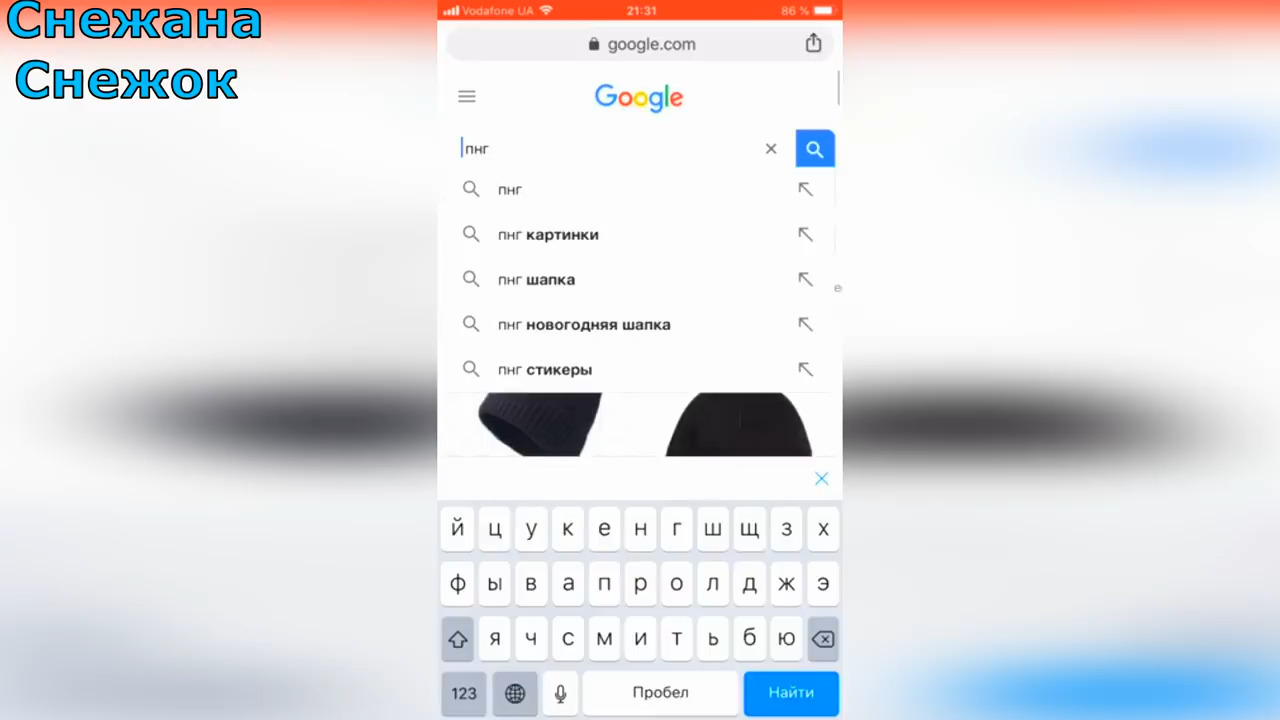 Снежана
Снежок
Vodafone UA
21:31
86 %
google.com
Google
пнг
пнг
пнг картинки
пнг шапка
пнг новогодняя шапка
пнг стикеры
й ц у к е н г ш щ з х
ф ы в а п р о л д ж э
я ч с м и т ь б ю
123
Пробел
Найти